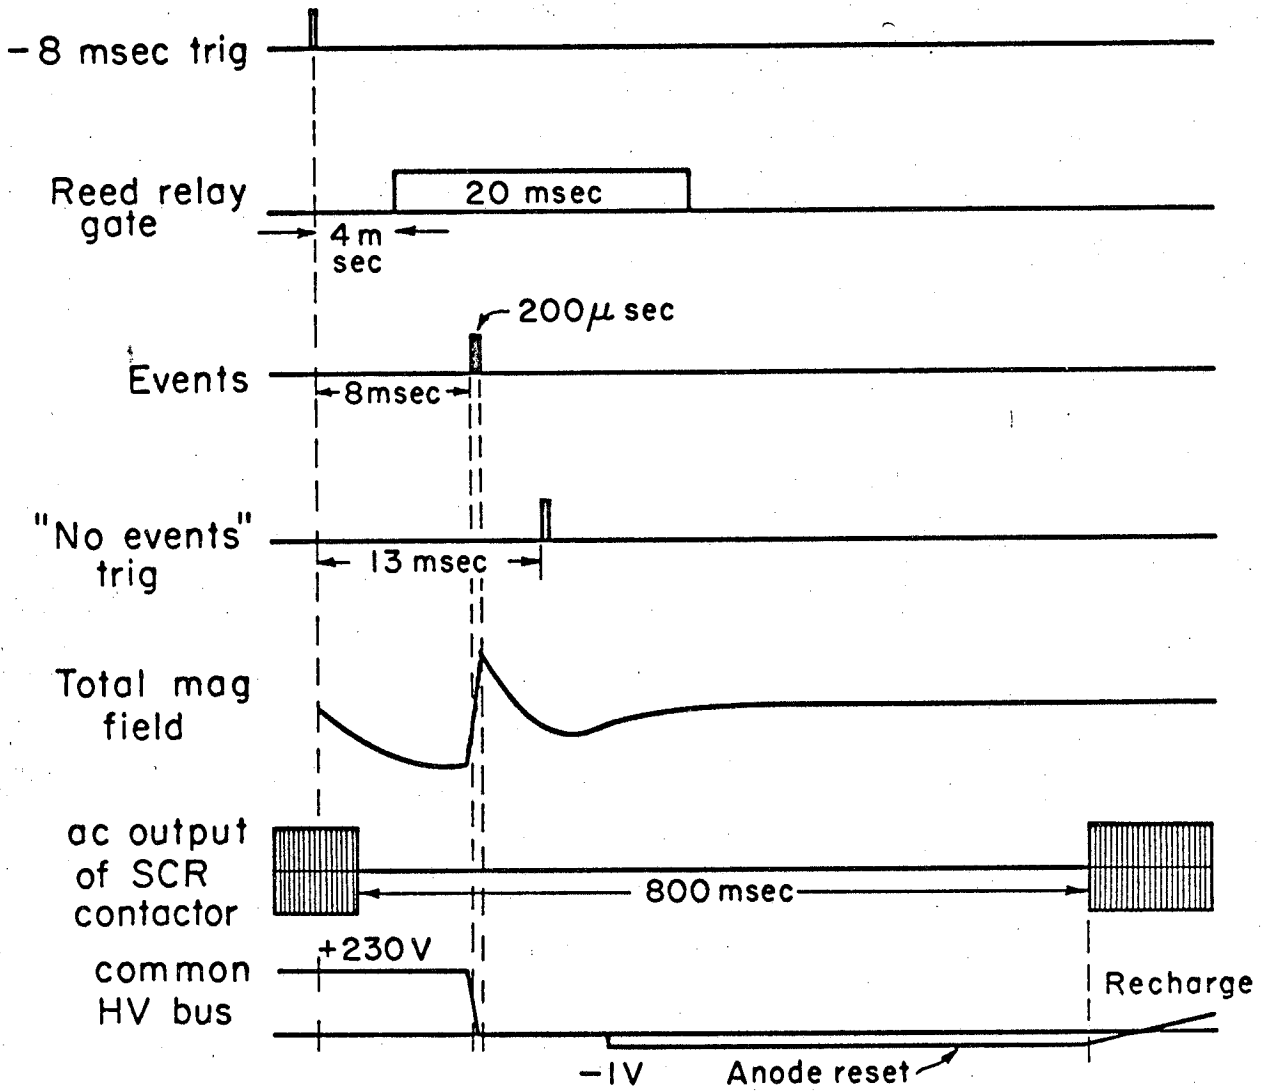 -8 msec trig
Reed relay
gate
20 msec
4 m
sec
200μ sec
Events
8msec
"No events"
trig
13 msec
Total mag
field
ac output
of SCR
contactor
800 msec
+230 V
common
HV bus
Recharge
-1V
Anode reset